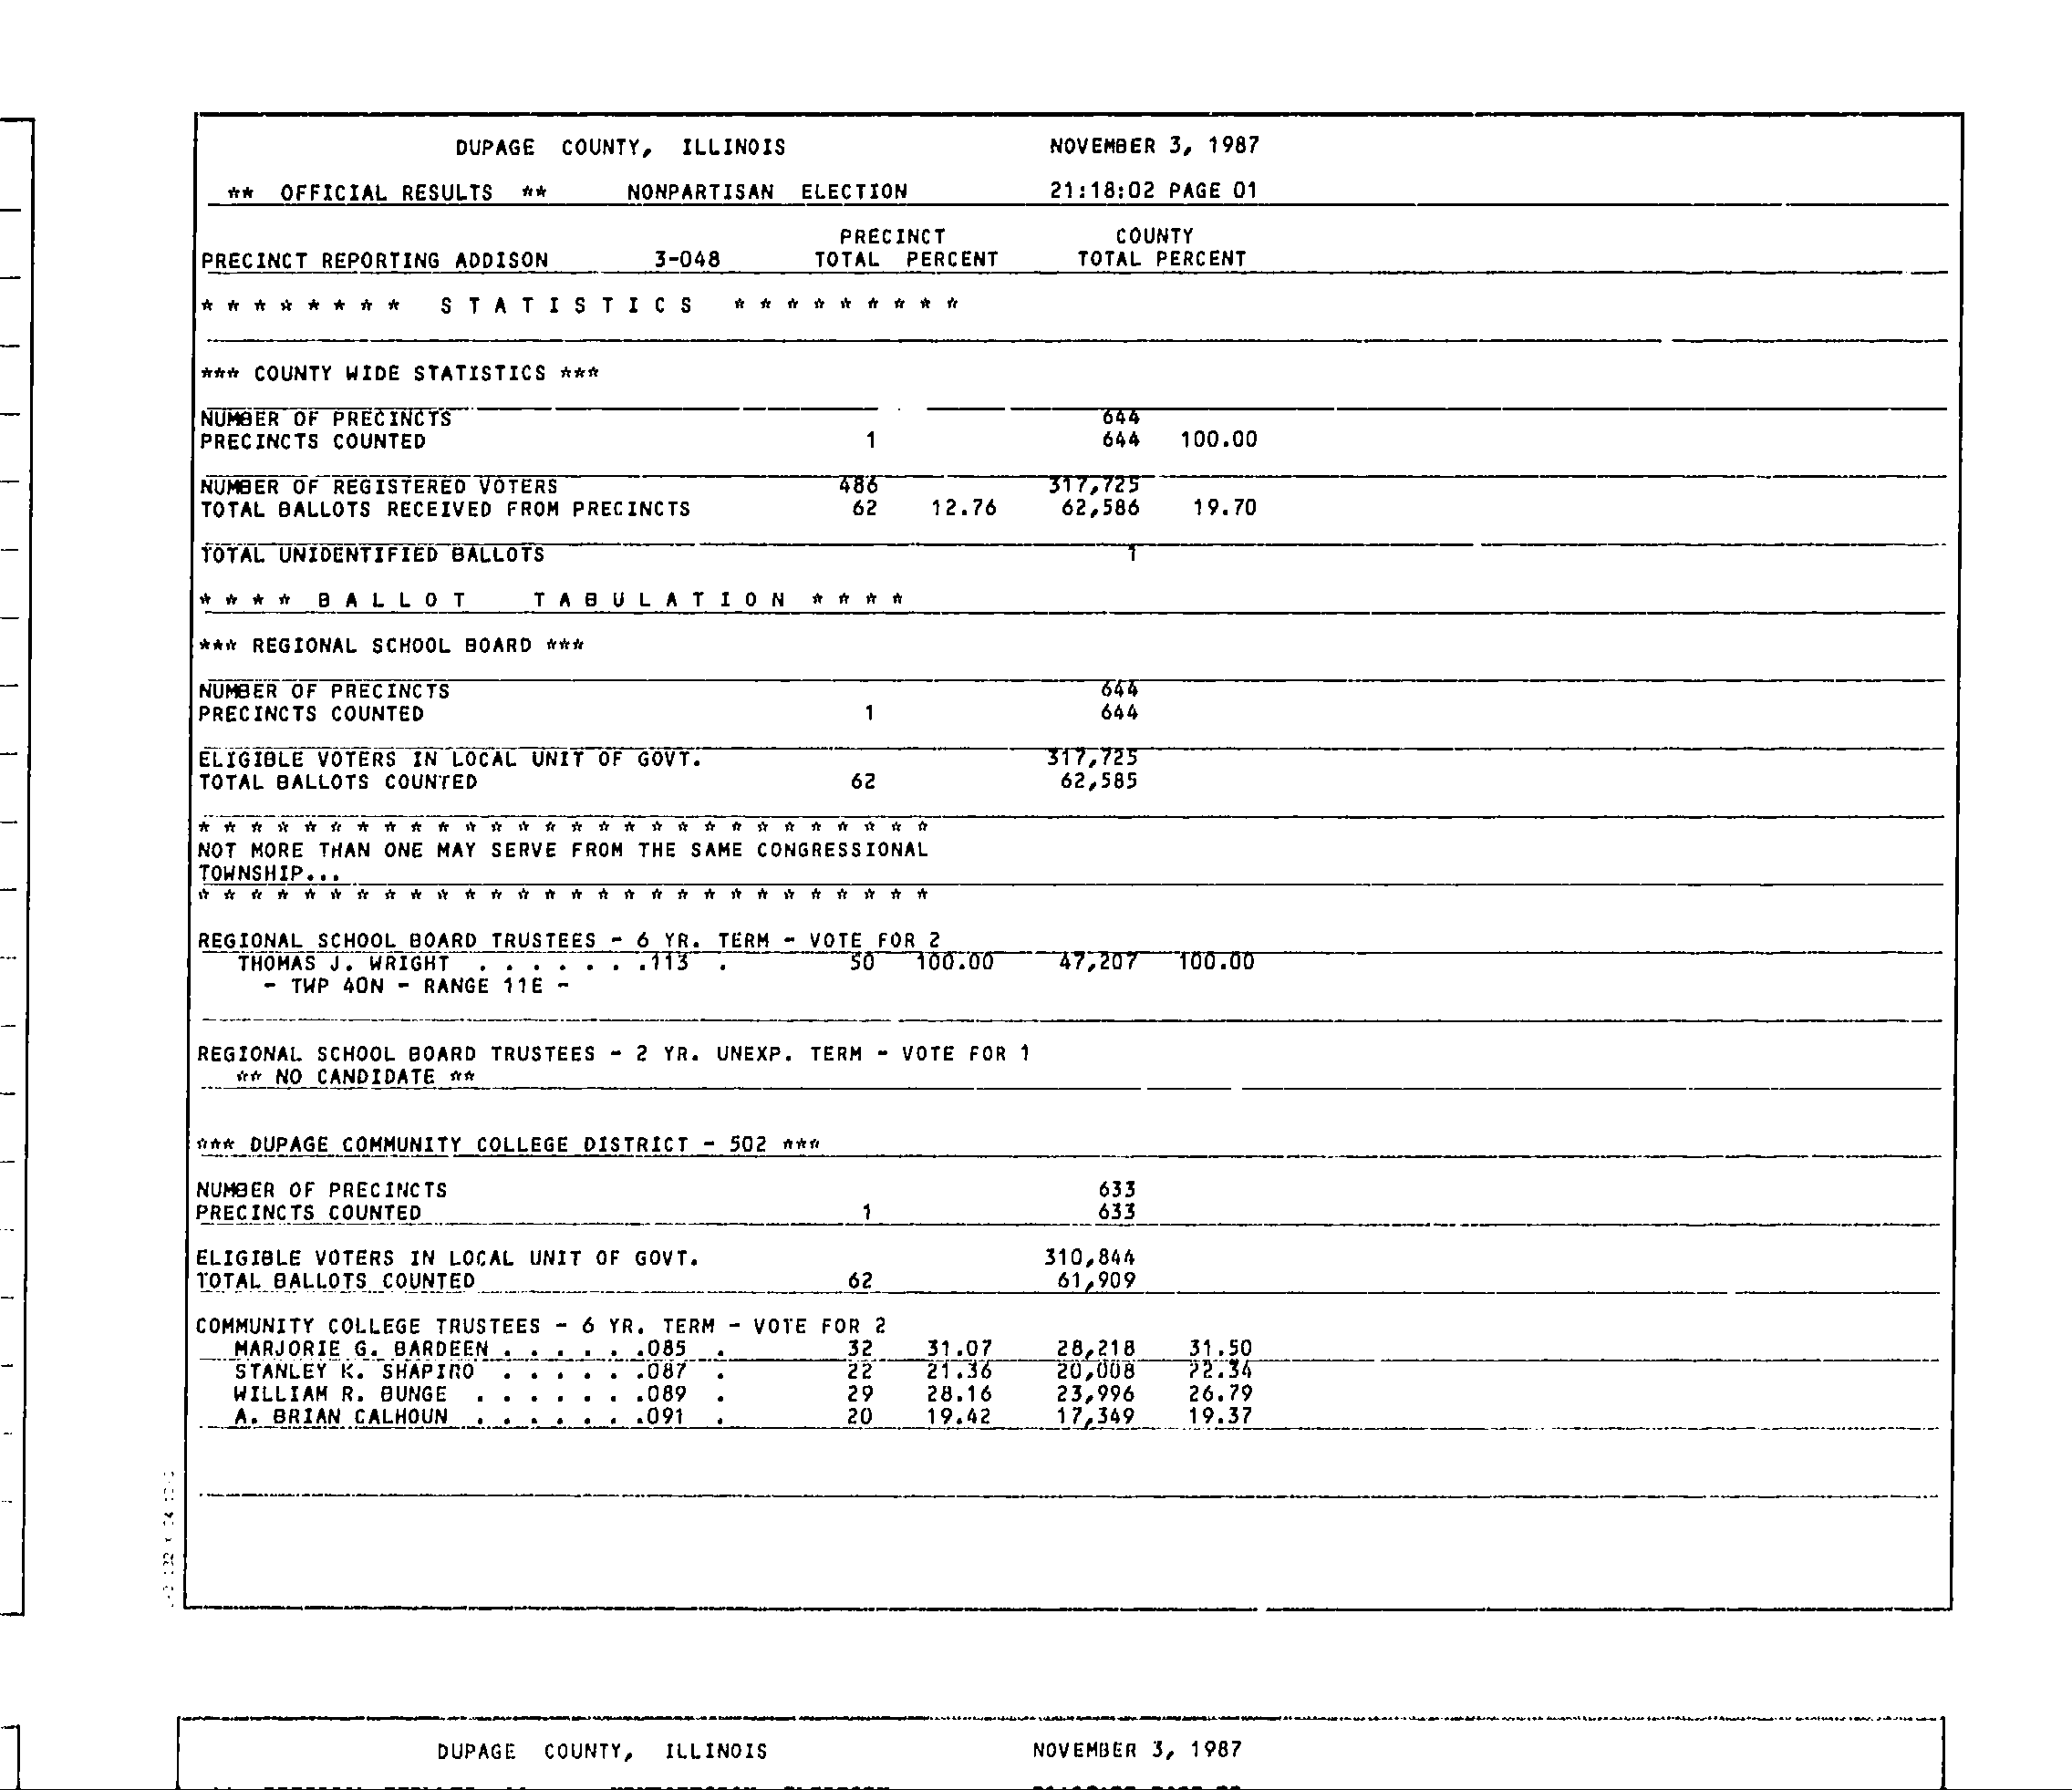 DUPAGE COUNTY, ILLINOIS NOVEMBER 3, 1987
** OFFICIAL RESULTS ** NONPARTISAN ELECTION 21:18:02 PAGE 01
PRECINCT COUNTY
PRECINCT REPORTING ADDISON 3-048 TOTAL PERCENT TOTAL PERCENT
* * * * * * * * S T A T I S T I C S * * * * * * * * *
*** COUNTY WIDE STATISTICS ***
NUMBER OF PRECINCTS 644
PRECINCTS COUNTED 1 644 100.00
NUMBER OF REGISTERED VOTERS 486 317,725
TOTAL BALLOTS RECEIVED FROM PRECINCTS 62 12.76 62,586 19.70
TOTAL UNIDENTIFIED BALLOTS 1
* * * * B A L L O T T A B U L A T I O N * * * *
*** REGIONAL SCHOOL BOARD ***
NUMBER OF PRECINCTS 644
PRECINCTS COUNTED 1 644
ELIGIBLE VOTERS IN LOCAL UNIT OF GOVT. 317,725
TOTAL BALLOTS COUNTED 62 62,585
* * * * * * * * * * * * * * * * * * * * * * * * * * * *
NOT MORE THAN ONE MAY SERVE FROM THE SAME CONGRESSIONAL
TOWNSHIP...
* * * * * * * * * * * * * * * * * * * * * * * * * * * *
REGIONAL SCHOOL BOARD TRUSTEES - 6 YR. TERM - VOTE FOR 2
THOMAS J. WRIGHT . . . . . . .113 . 50 100.00 47,207 100.00
- TWP 40N - RANGE 11E -
REGIONAL SCHOOL BOARD TRUSTEES - 2 YR. UNEXP. TERM - VOTE FOR 1
** NO CANDIDATE **
*** DUPAGE COMMUNITY COLLEGE DISTRICT - 502 ***
NUMBER OF PRECINCTS 633
PRECINCTS COUNTED 1 633
ELIGIBLE VOTERS IN LOCAL UNIT OF GOVT. 310,844
TOTAL BALLOTS COUNTED 62 61,909
COMMUNITY COLLEGE TRUSTEES - 6 YR. TERM - VOTE FOR 2
MARJORIE G. BARDEEN . . . . . .085 . 32 31.07 28,218 31.50
STANLEY K. SHAPIRO . . . . . .087 . 22 21.36 20,008 22.34
WILLIAM R. BUNGE . . . . . . .089 . 29 28.16 23,996 26.79
A. BRIAN CALHOUN . . . . . . .091 . 20 19.42 17,349 19.37
DUPAGE COUNTY, ILLINOIS NOVEMBER 3, 1987